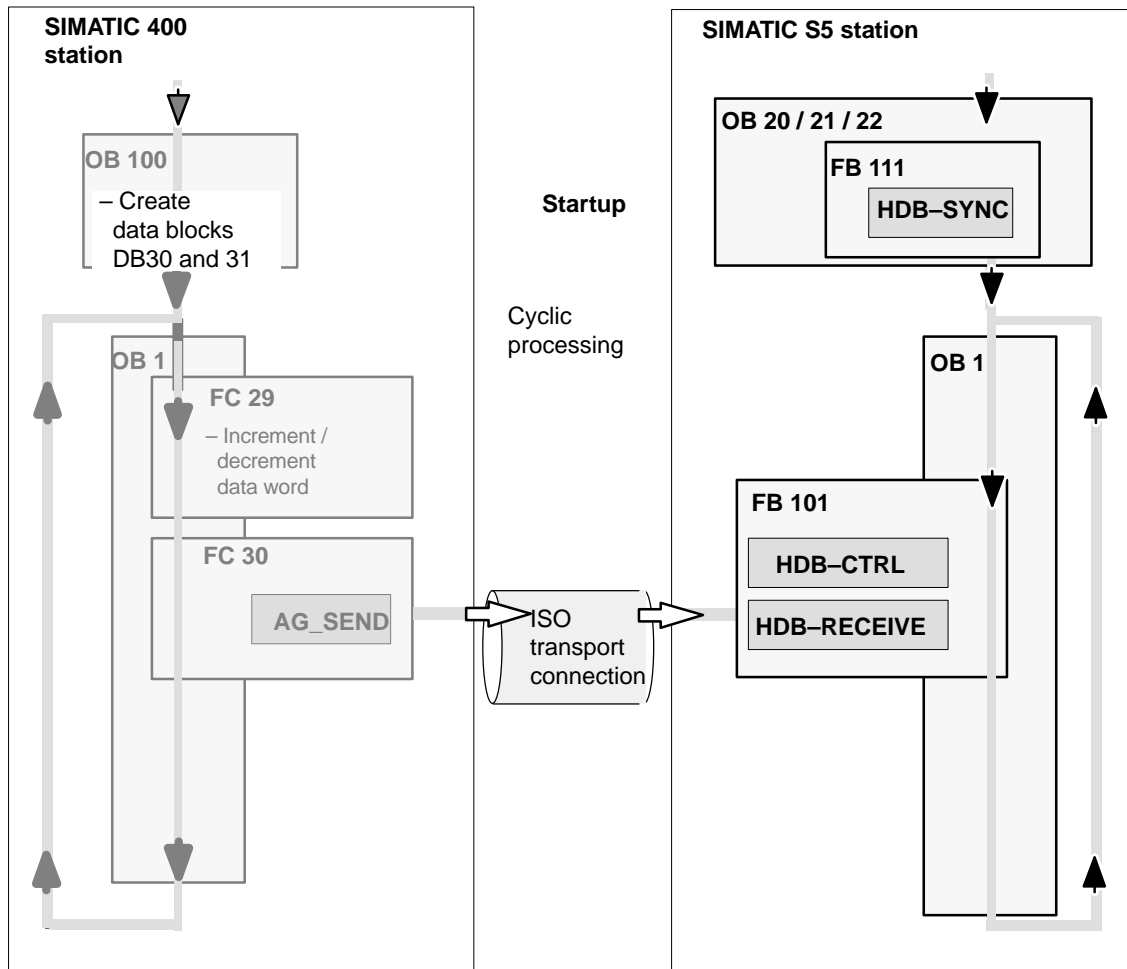 SIMATIC 400
station
OB 100
– Create
data blocks
DB30 and 31
OB 1
FC 29
– Increment /
decrement
data word
FC 30
AG_SEND
Startup
Cyclic
processing
ISO
transport
connection
SIMATIC S5 station
OB 20 / 21 / 22
FB 111
HDB–SYNC
OB 1
FB 101
HDB–CTRL
HDB–RECEIVE